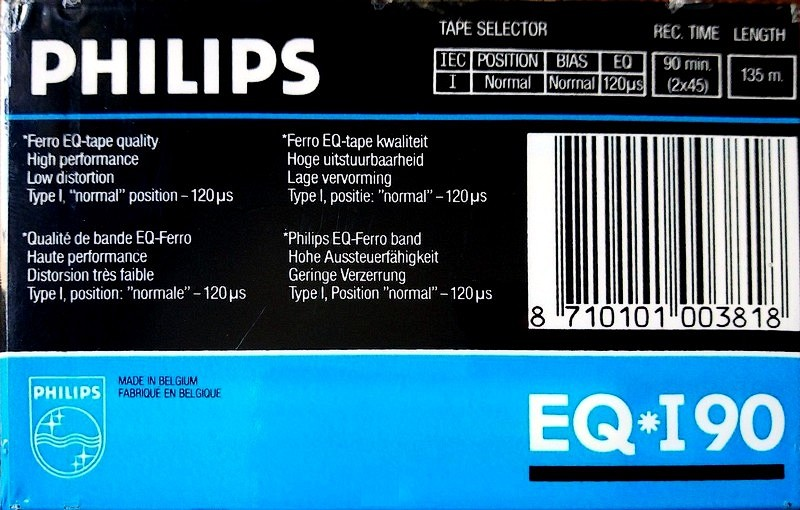 PHILIPS
TAPE SELECTOR
IEC POSITION BIAS EQ
I Normal Normal 120µs
REC. TIME
90 min.
(2x45)
LENGTH
135 m.
*Ferro EQ-tape quality
High performance
Low distortion
Type I, “normal” position – 120 µs
*Ferro EQ-tape kwaliteit
Hoge uitstuurbaarheid
Lage vervorming
Type I, positie: ”normal” – 120 µs
*Qualité de bande EQ-Ferro
Haute performance
Distorsion très faible
Type I, position: ”normale” – 120 µs
*Philips EQ-Ferro band
Hohe Aussteuerfähigkeit
Geringe Verzerrung
Type I, Position ”normal” – 120 µs
8 710101 003818
PHILIPS
MADE IN BELGIUM
FABRIQUE EN BELGIQUE
EQ*I 90